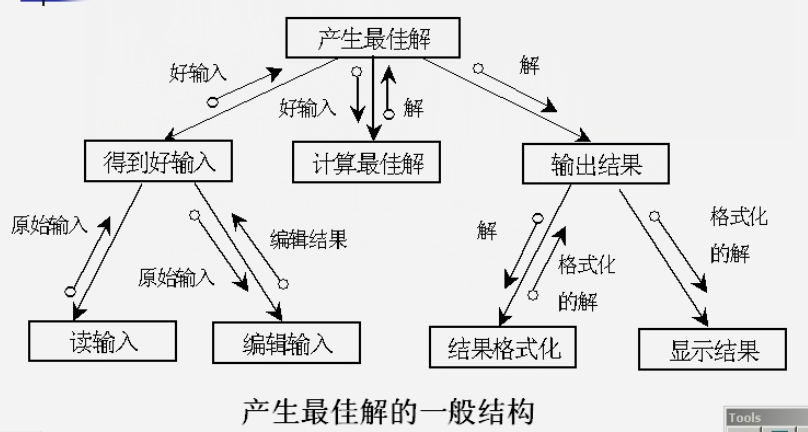 产生最佳解
好输入
好输入
解
解
得到好输入
计算最佳解
输出结果
原始输入
原始输入
编辑结果
解
格式化
的解
格式化
的解
读输入
编辑输入
结果格式化
显示结果
产生最佳解的一般结构
Tools